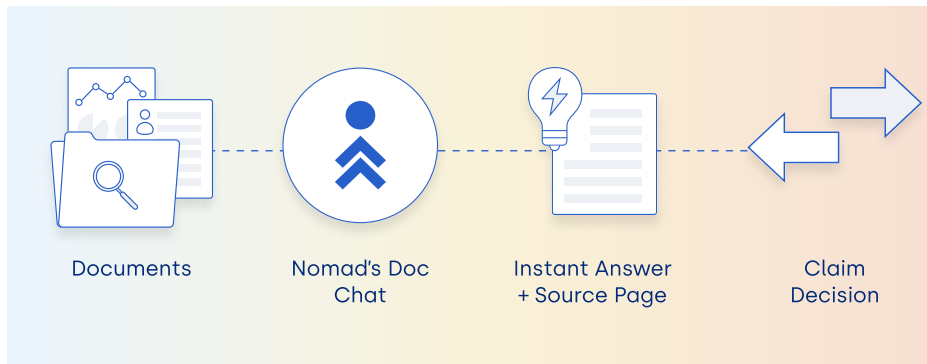 Documents
Nomad's Doc
Chat
Instant Answer
+ Source Page
Claim
Decision